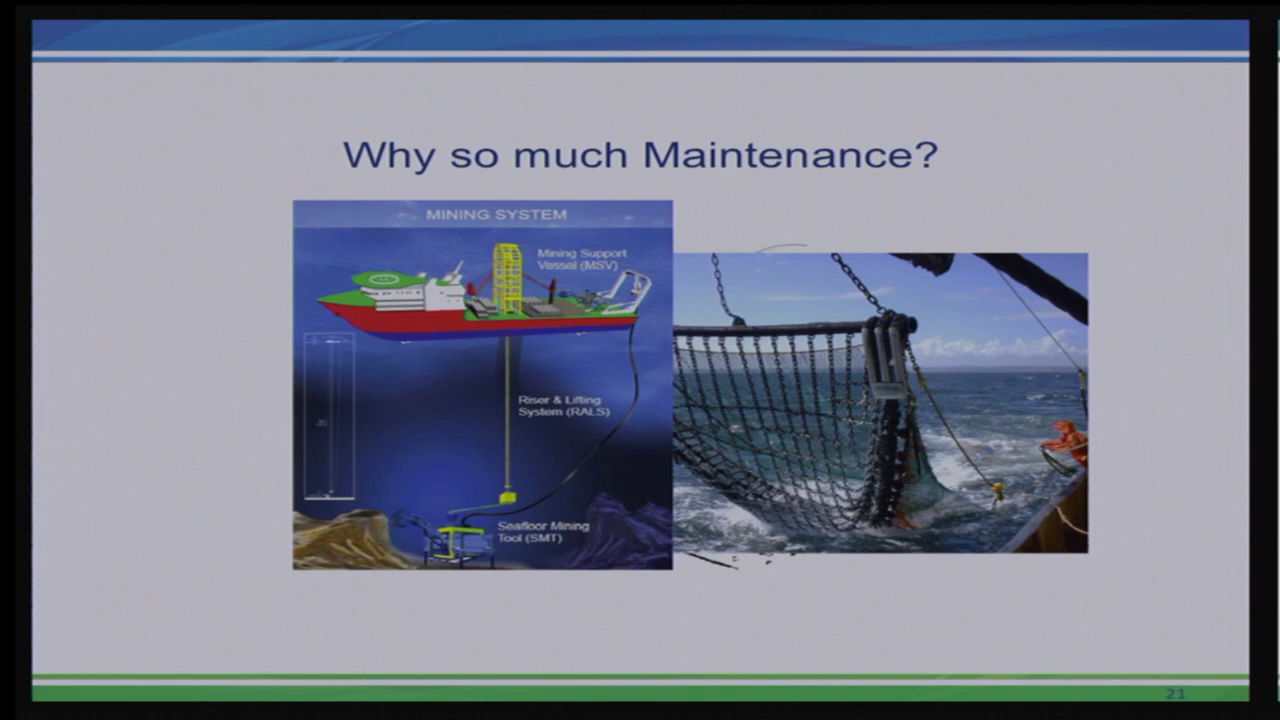 Why so much Maintenance?
MINING SYSTEM
Mining Support
Vessel (MSV)
Riser & Lifting
System (RALS)
Seafloor Mining
Tool (SMT)
21